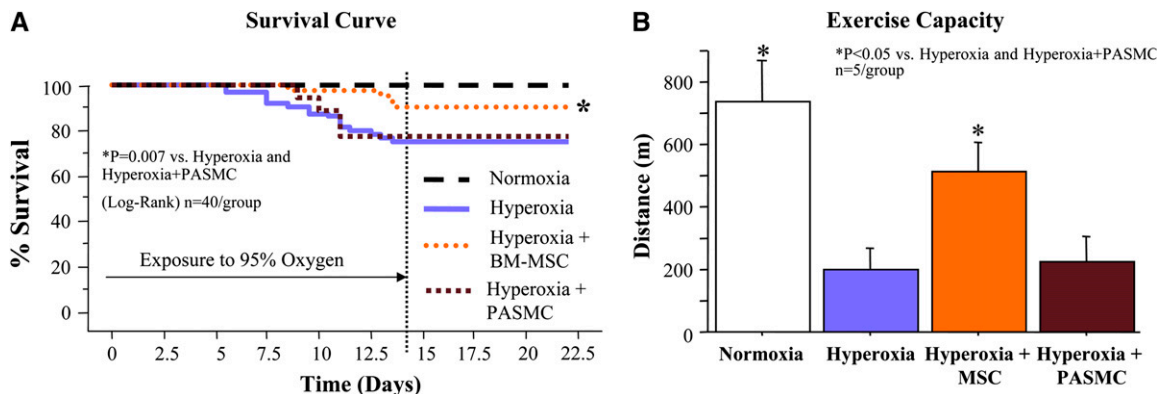 A
Survival Curve
100
80
60
40
20
0
% Survival
*P=0.007 vs. Hyperoxia and
Hyperoxia+PASMC
(Log-Rank) n=40/group
Exposure to 95% Oxygen
*
Normoxia
Hyperoxia
Hyperoxia +
BM-MSC
Hyperoxia +
PASMC
0 2.5 5 7.5 10 12.5 15 17.5 20 22.5
Time (Days)
B
Exercise Capacity
*P<0.05 vs. Hyperoxia and Hyperoxia+PASMC
n=5/group
*
*
800
600
400
200
0
Distance (m)
Normoxia Hyperoxia Hyperoxia + Hyperoxia +
MSC PASMC